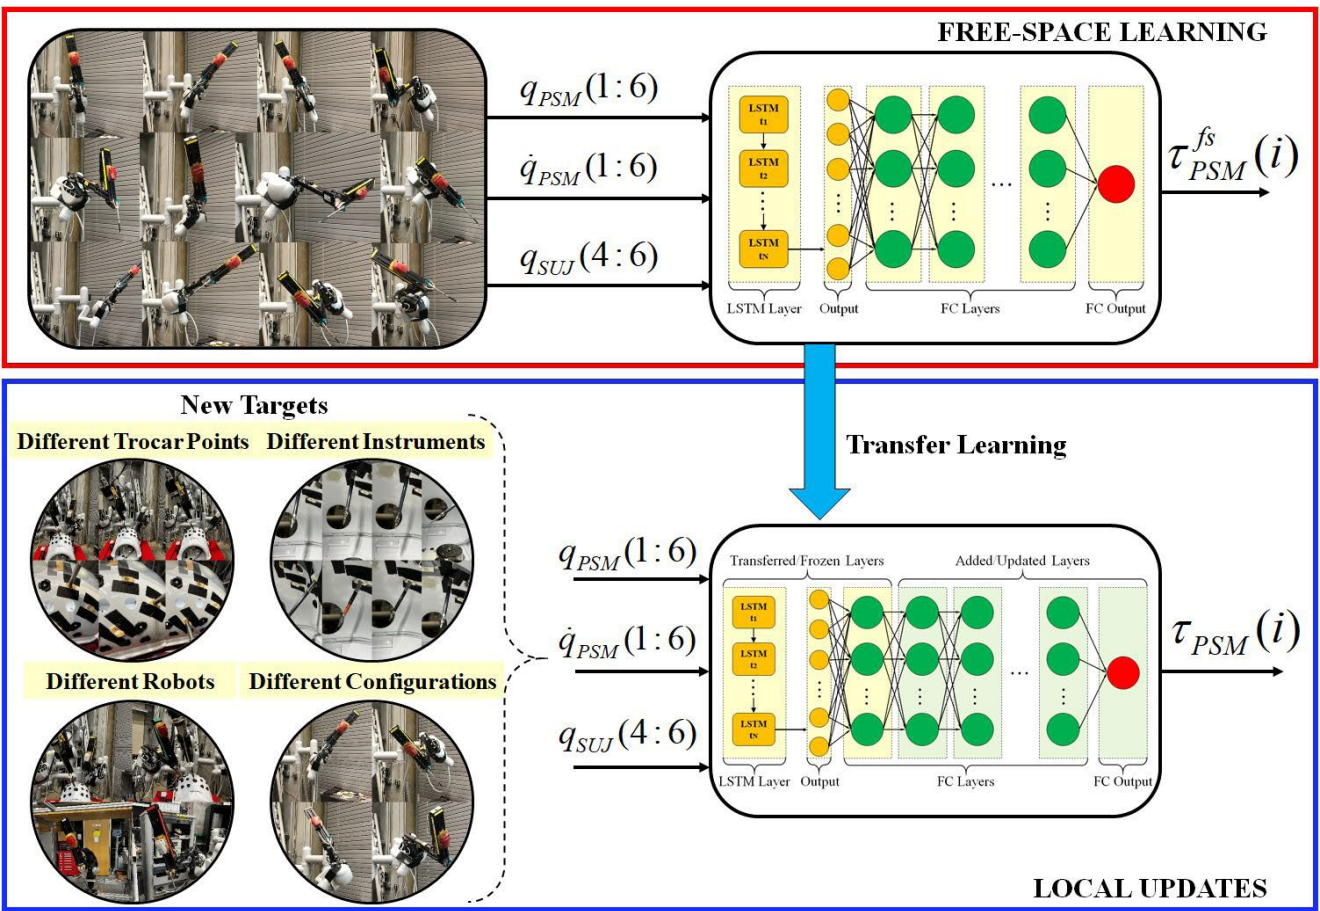 FREE-SPACE LEARNING
q_PSM(1:6)
q̇_PSM(1:6)
q_SUJ(4:6)
LSTM
t1
LSTM
t2
LSTM
tN
...
LSTM Layer
Output
FC Layers
FC Output
τ^fs_PSM(i)
Transfer Learning
New Targets
Different Trocar Points
Different Instruments
Different Robots
Different Configurations
q_PSM(1:6)
q̇_PSM(1:6)
q_SUJ(4:6)
Transferred/Frozen Layers
Added/Updated Layers
LSTM
t1
LSTM
t2
LSTM
tN
...
LSTM Layer
Output
FC Layers
FC Output
τ_PSM(i)
LOCAL UPDATES